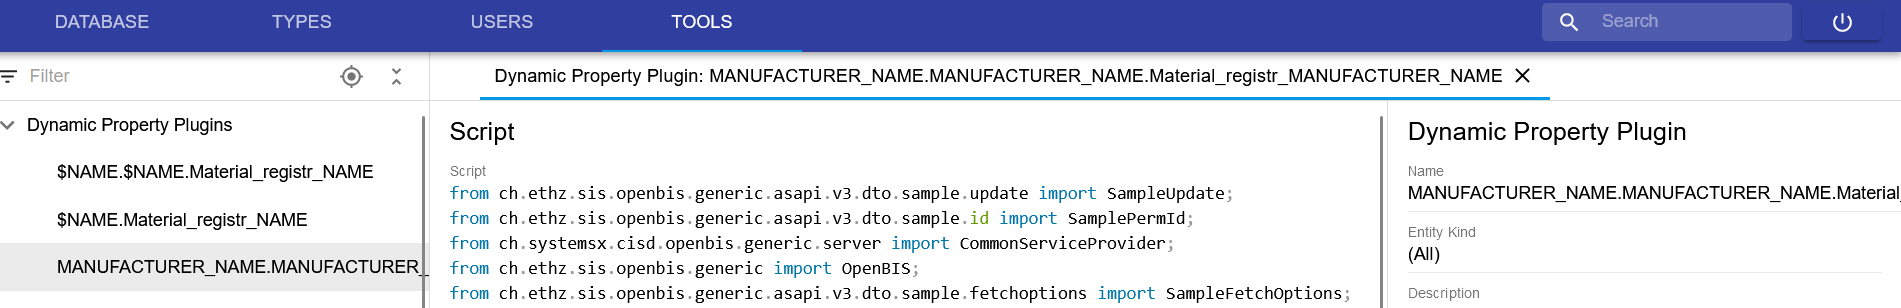 DATABASE TYPES USERS TOOLS Search
Filter
Dynamic Property Plugin: MANUFACTURER_NAME.MANUFACTURER_NAME.Material_registr_MANUFACTURER_NAME
Dynamic Property Plugins
$NAME.$NAME.Material_registr_NAME
$NAME.Material_registr_NAME
MANUFACTURER_NAME.MANUFACTURER_
Script
Script
from ch.ethz.sis.openbis.generic.asapi.v3.dto.sample.update import SampleUpdate;
from ch.ethz.sis.openbis.generic.asapi.v3.dto.sample.id import SamplePermId;
from ch.systemsx.cisd.openbis.generic.server import CommonServiceProvider;
from ch.ethz.sis.openbis.generic import OpenBIS;
from ch.ethz.sis.openbis.generic.asapi.v3.dto.sample.fetchoptions import SampleFetchOptions;
Dynamic Property Plugin
Name
MANUFACTURER_NAME.MANUFACTURER_NAME.Material_
Entity Kind
(All)
Description